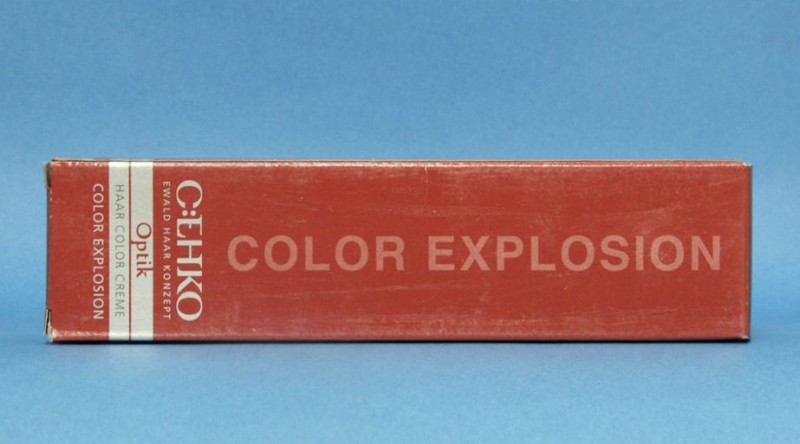 C:EHKO
EWALD HAAR KONZEPT
Optik
HAAR COLOR CREME
COLOR EXPLOSION
COLOR EXPLOSION